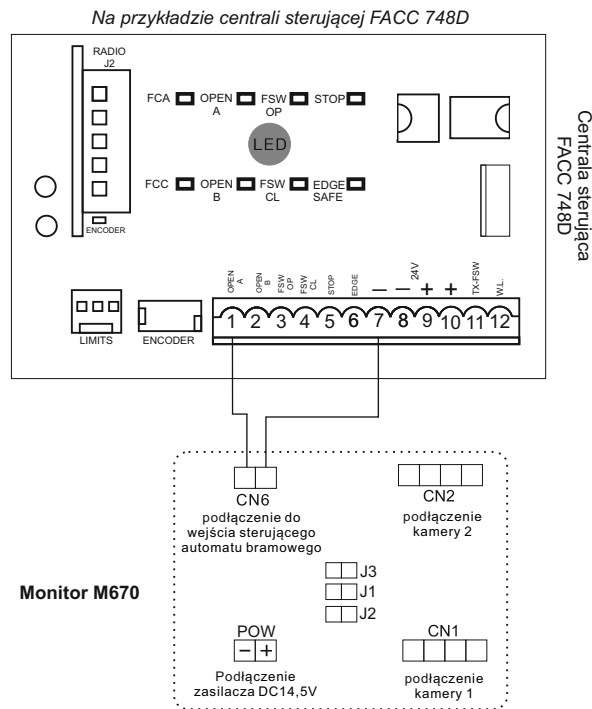 Na przykładzie centrali sterującej FACC 748D
RADIO
J2
FCA
OPEN
A
FSW
OP
STOP
LED
FCC
OPEN
B
FSW
CL
EDGE
SAFE
ENCODER
Centrala sterująca
FACC 748D
LIMITS
ENCODER
OPEN
A
OPEN
B
FSW
OP
FSW
CL
STOP
EDGE
— — 24V + +
TX-FSW
W.L.
1 2 3 4 5 6 7 8 9 10 11 12
CN6
podłączenie do
wejścia sterującego
automatu bramowego
CN2
podłączenie
kamery 2
J3
J1
J2
Monitor M670
POW
− +
Podłączenie
zasilacza DC14,5V
CN1
podłączenie
kamery 1